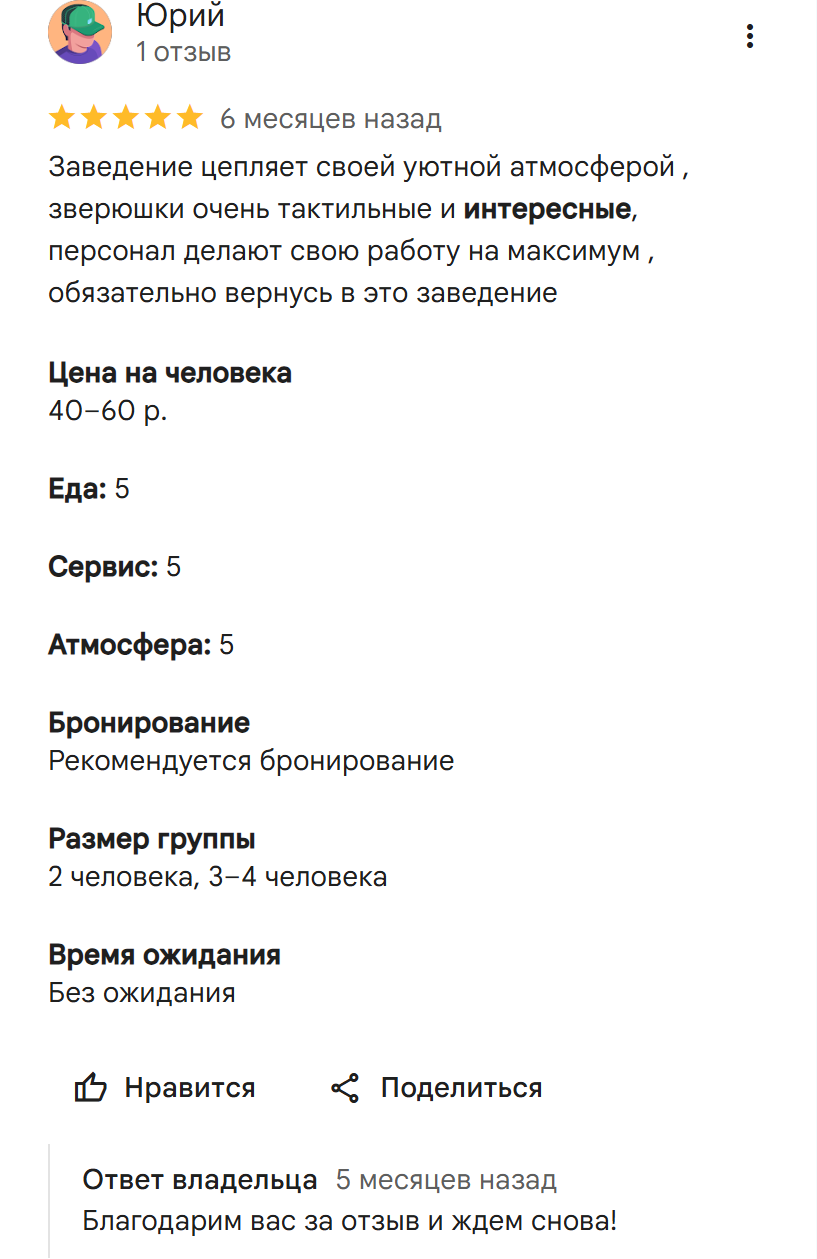 Юрий
1 отзыв
6 месяцев назад
Заведение цепляет своей уютной атмосферой ,
зверюшки очень тактильные и интересные,
персонал делают свою работу на максимум ,
обязательно вернусь в это заведение
Цена на человека
40–60 р.
Еда: 5
Сервис: 5
Атмосфера: 5
Бронирование
Рекомендуется бронирование
Размер группы
2 человека, 3–4 человека
Время ожидания
Без ожидания
Нравится Поделиться
Ответ владельца 5 месяцев назад
Благодарим вас за отзыв и ждем снова!